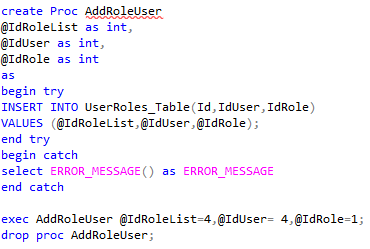 create Proc AddRoleUser
@IdRoleList as int,
@IdUser as int,
@IdRole as int
as
begin try
INSERT INTO UserRoles_Table(Id,IdUser,IdRole)
VALUES (@IdRoleList,@IdUser,@IdRole);
end try
begin catch
select ERROR_MESSAGE() as ERROR_MESSAGE
end catch

exec AddRoleUser @IdRoleList=4,@IdUser= 4,@IdRole=1;
drop proc AddRoleUser;